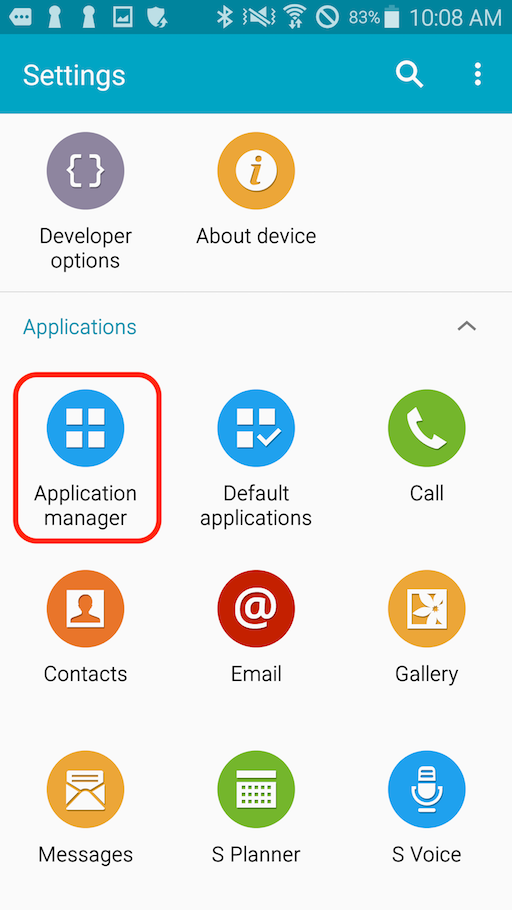 83% 10:08 AM
Settings
Developer options
About device
Applications
Application manager
Default applications
Call
Contacts
Email
Gallery
Messages
S Planner
S Voice